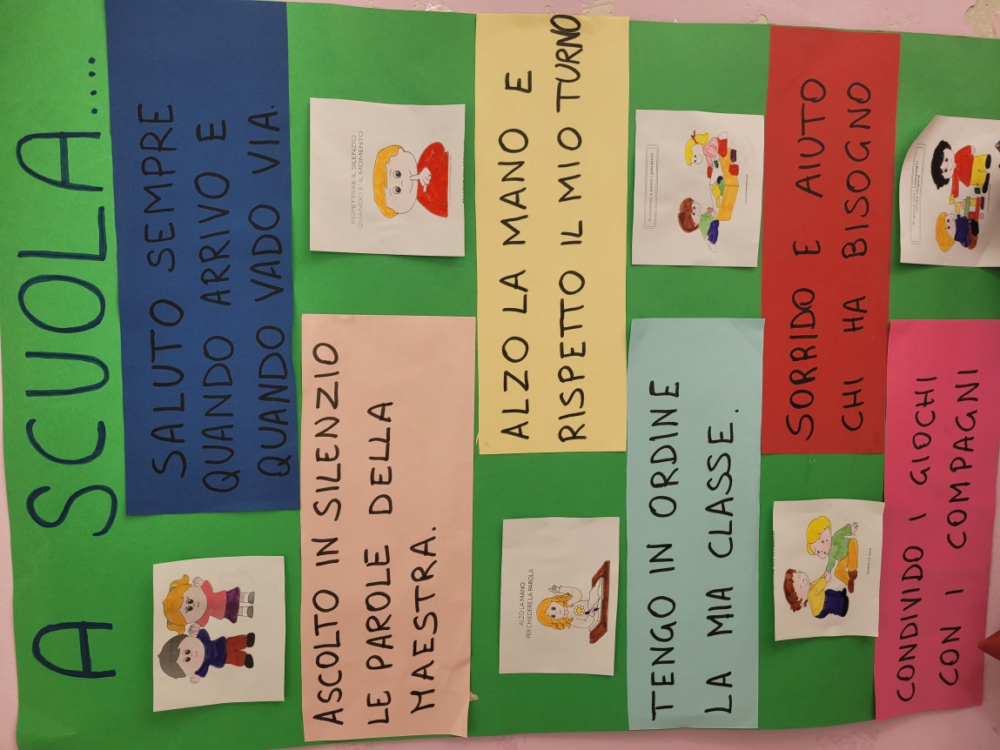 A SCUOLA....
SALUTO SEMPRE
QUANDO ARRIVO E
QUANDO VADO VIA.
ASCOLTO IN SILENZIO
LE PAROLE DELLA
MAESTRA.
RISPETTARE IL SILENZIO
QUANDO È IL MOMENTO
ALZO LA MANO E
RISPETTO IL MIO TURNO
ALZO LA MANO
PER CHIEDERE LA PAROLA
TENGO IN ORDINE
LA MIA CLASSE.
SORRIDO E AIUTO
CHI HA BISOGNO
CONDIVIDO I GIOCHI
CON I COMPAGNI